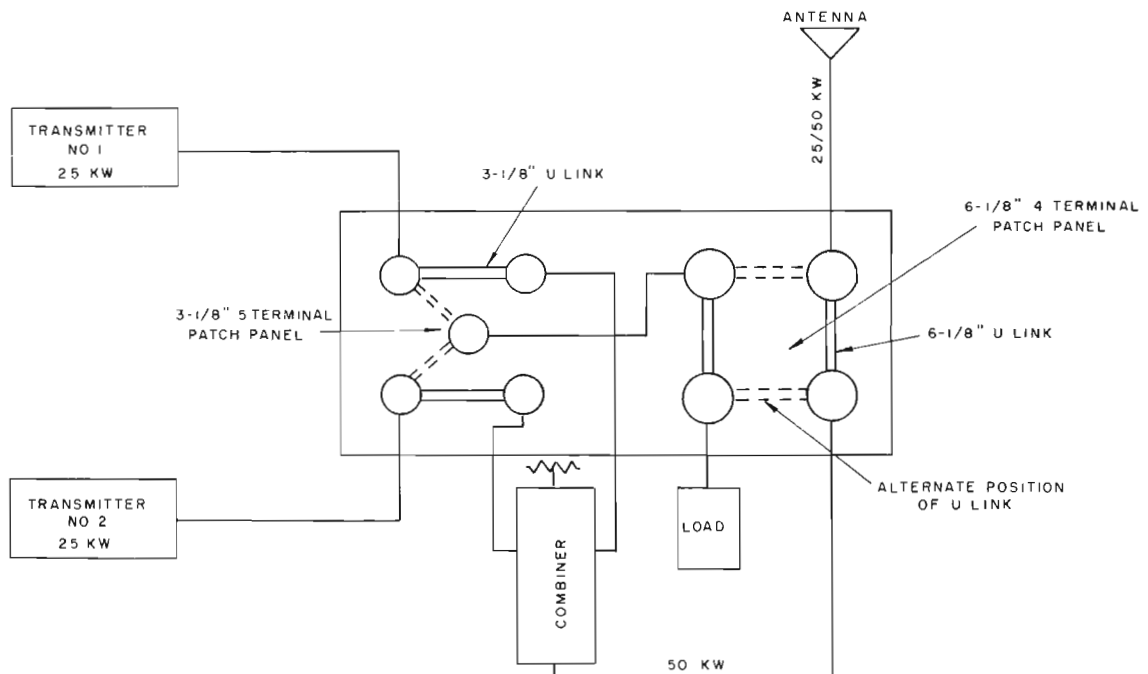 ANTENNA
25/50 KW
TRANSMITTER
NO 1
25 KW
3-1/8" U LINK
6-1/8" 4 TERMINAL
PATCH PANEL
3-1/8" 5 TERMINAL
PATCH PANEL
6-1/8" U LINK
TRANSMITTER
NO 2
25 KW
ALTERNATE POSITION
OF U LINK
LOAD
COMBINER
50 KW